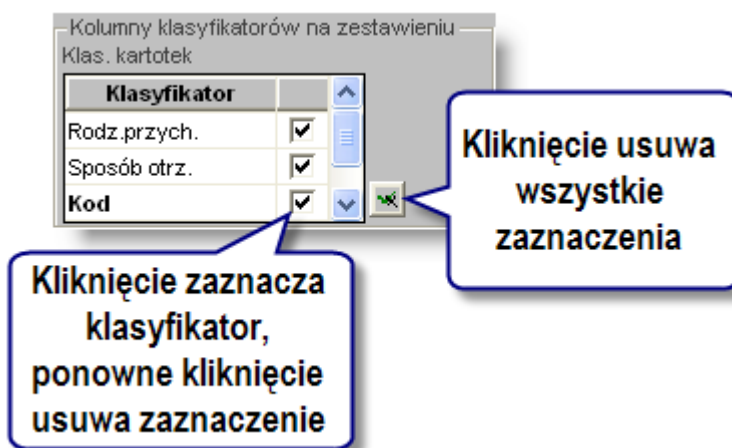 Kolumny klasyfikatorów na zestawieniu
Klas. kartotek
Klasyfikator
Rodz.przych.
Sposób otrz.
Kod
Kliknięcie usuwa
wszystkie
zaznaczenia
Kliknięcie zaznacza
klasyfikator,
ponowne kliknięcie
usuwa zaznaczenie